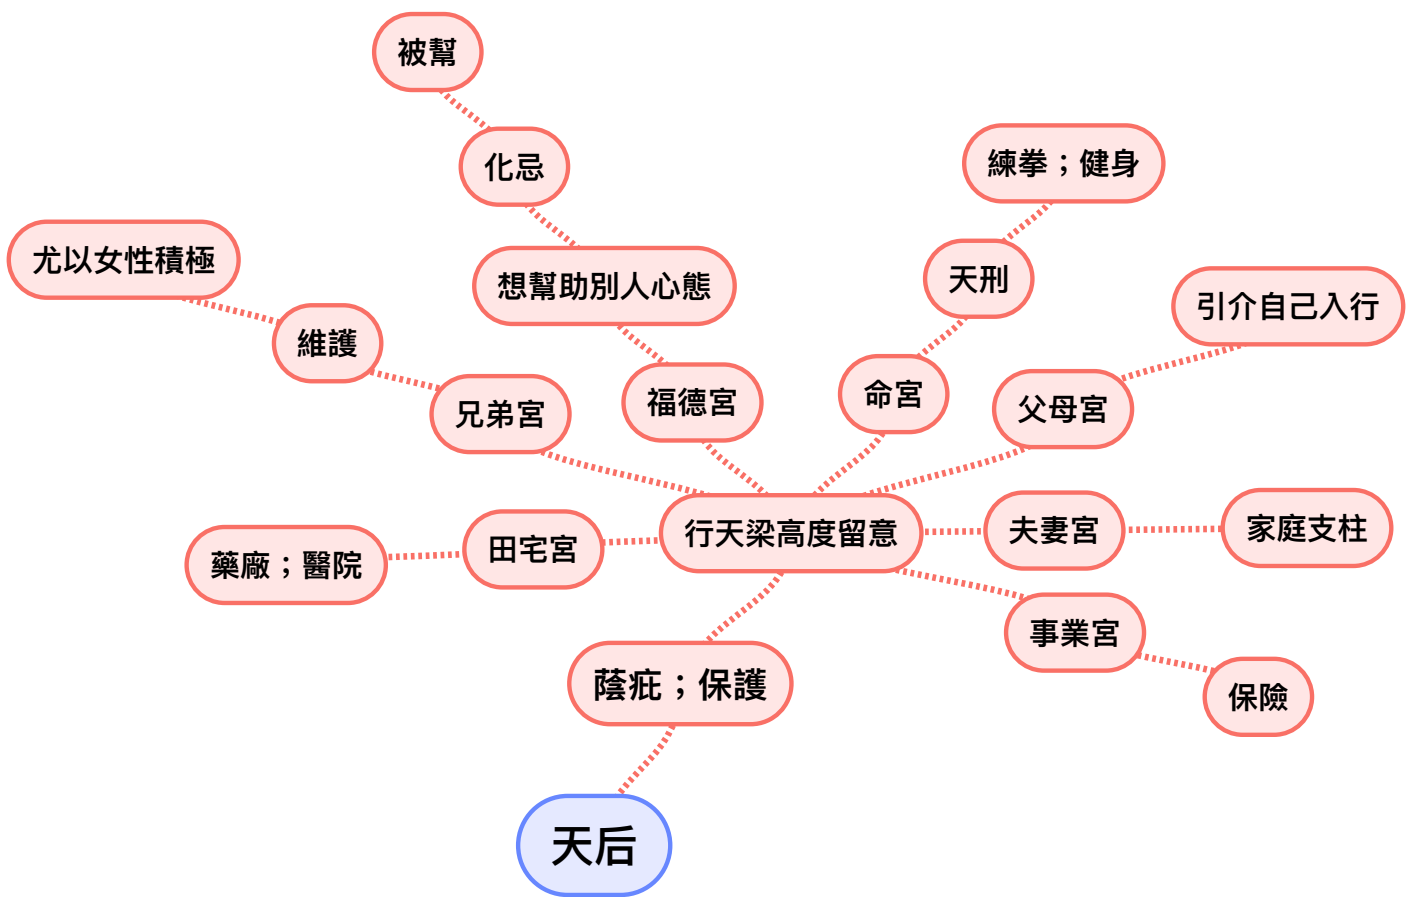 被幫
化忌
練拳；健身
尤以女性積極
想幫助別人心態
天刑
引介自己入行
維護
兄弟宮
福德宮
命宮
父母宮
藥廠；醫院
田宅宮
行天梁高度留意
夫妻宮
家庭支柱
事業宮
蔭疪；保護
保險
天后